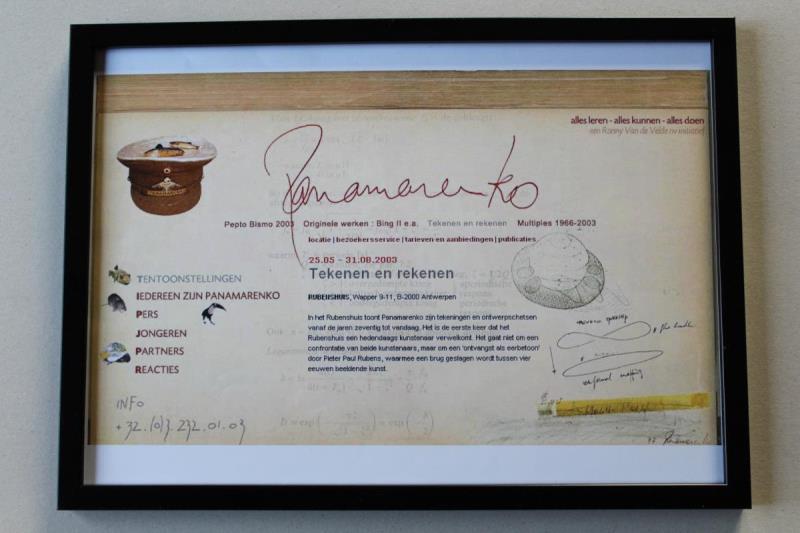 alles leren - alles kunnen - alles doen
een Ronny Van de Velde nv initiatief
Panamarenko
Pepto Bismo 2003 Originele werken : Bing II e.a. Tekenen en rekenen Multiples 1966-2003
locatie | bezoekersservice | tarieven en aanbiedingen | publicaties
25.05 - 31.08.2003
Tekenen en rekenen
RUBENSHUIS, Wapper 9-11, B-2000 Antwerpen
In het Rubenshuis toont Panamarenko zijn tekeningen en ontwerpschetsen
vanaf de jaren zeventig tot vandaag. Het is de eerste keer dat het
Rubenshuis een hedendaags kunstenaar verwelkomt. Het gaat niet om een
confrontatie van beide kunstenaars, maar om een 'ontvangst als eerbetoon'
door Pieter Paul Rubens, waarmee een brug geslagen wordt tussen vier
eeuwen beeldende kunst.
TENTOONSTELLINGEN
IEDEREEN ZIJN PANAMARENKO
PERS
JONGEREN
PARTNERS
REACTIES
INFO
+32.(0)3.232.01.03